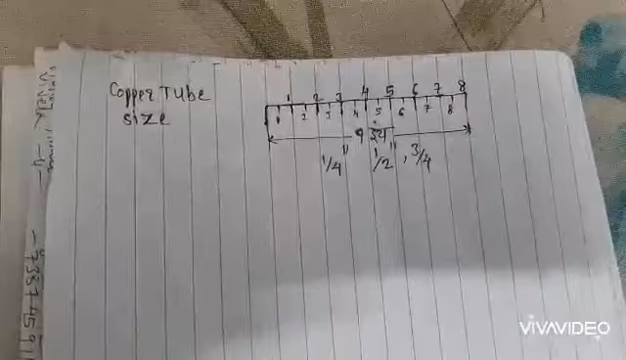 Copper Tube
size
1 2 3 4 5 6 7 8
1 2 3 4 5 6 7 8
१ इंच
1/4" 1/2", 3/4
VIVAVIDEO